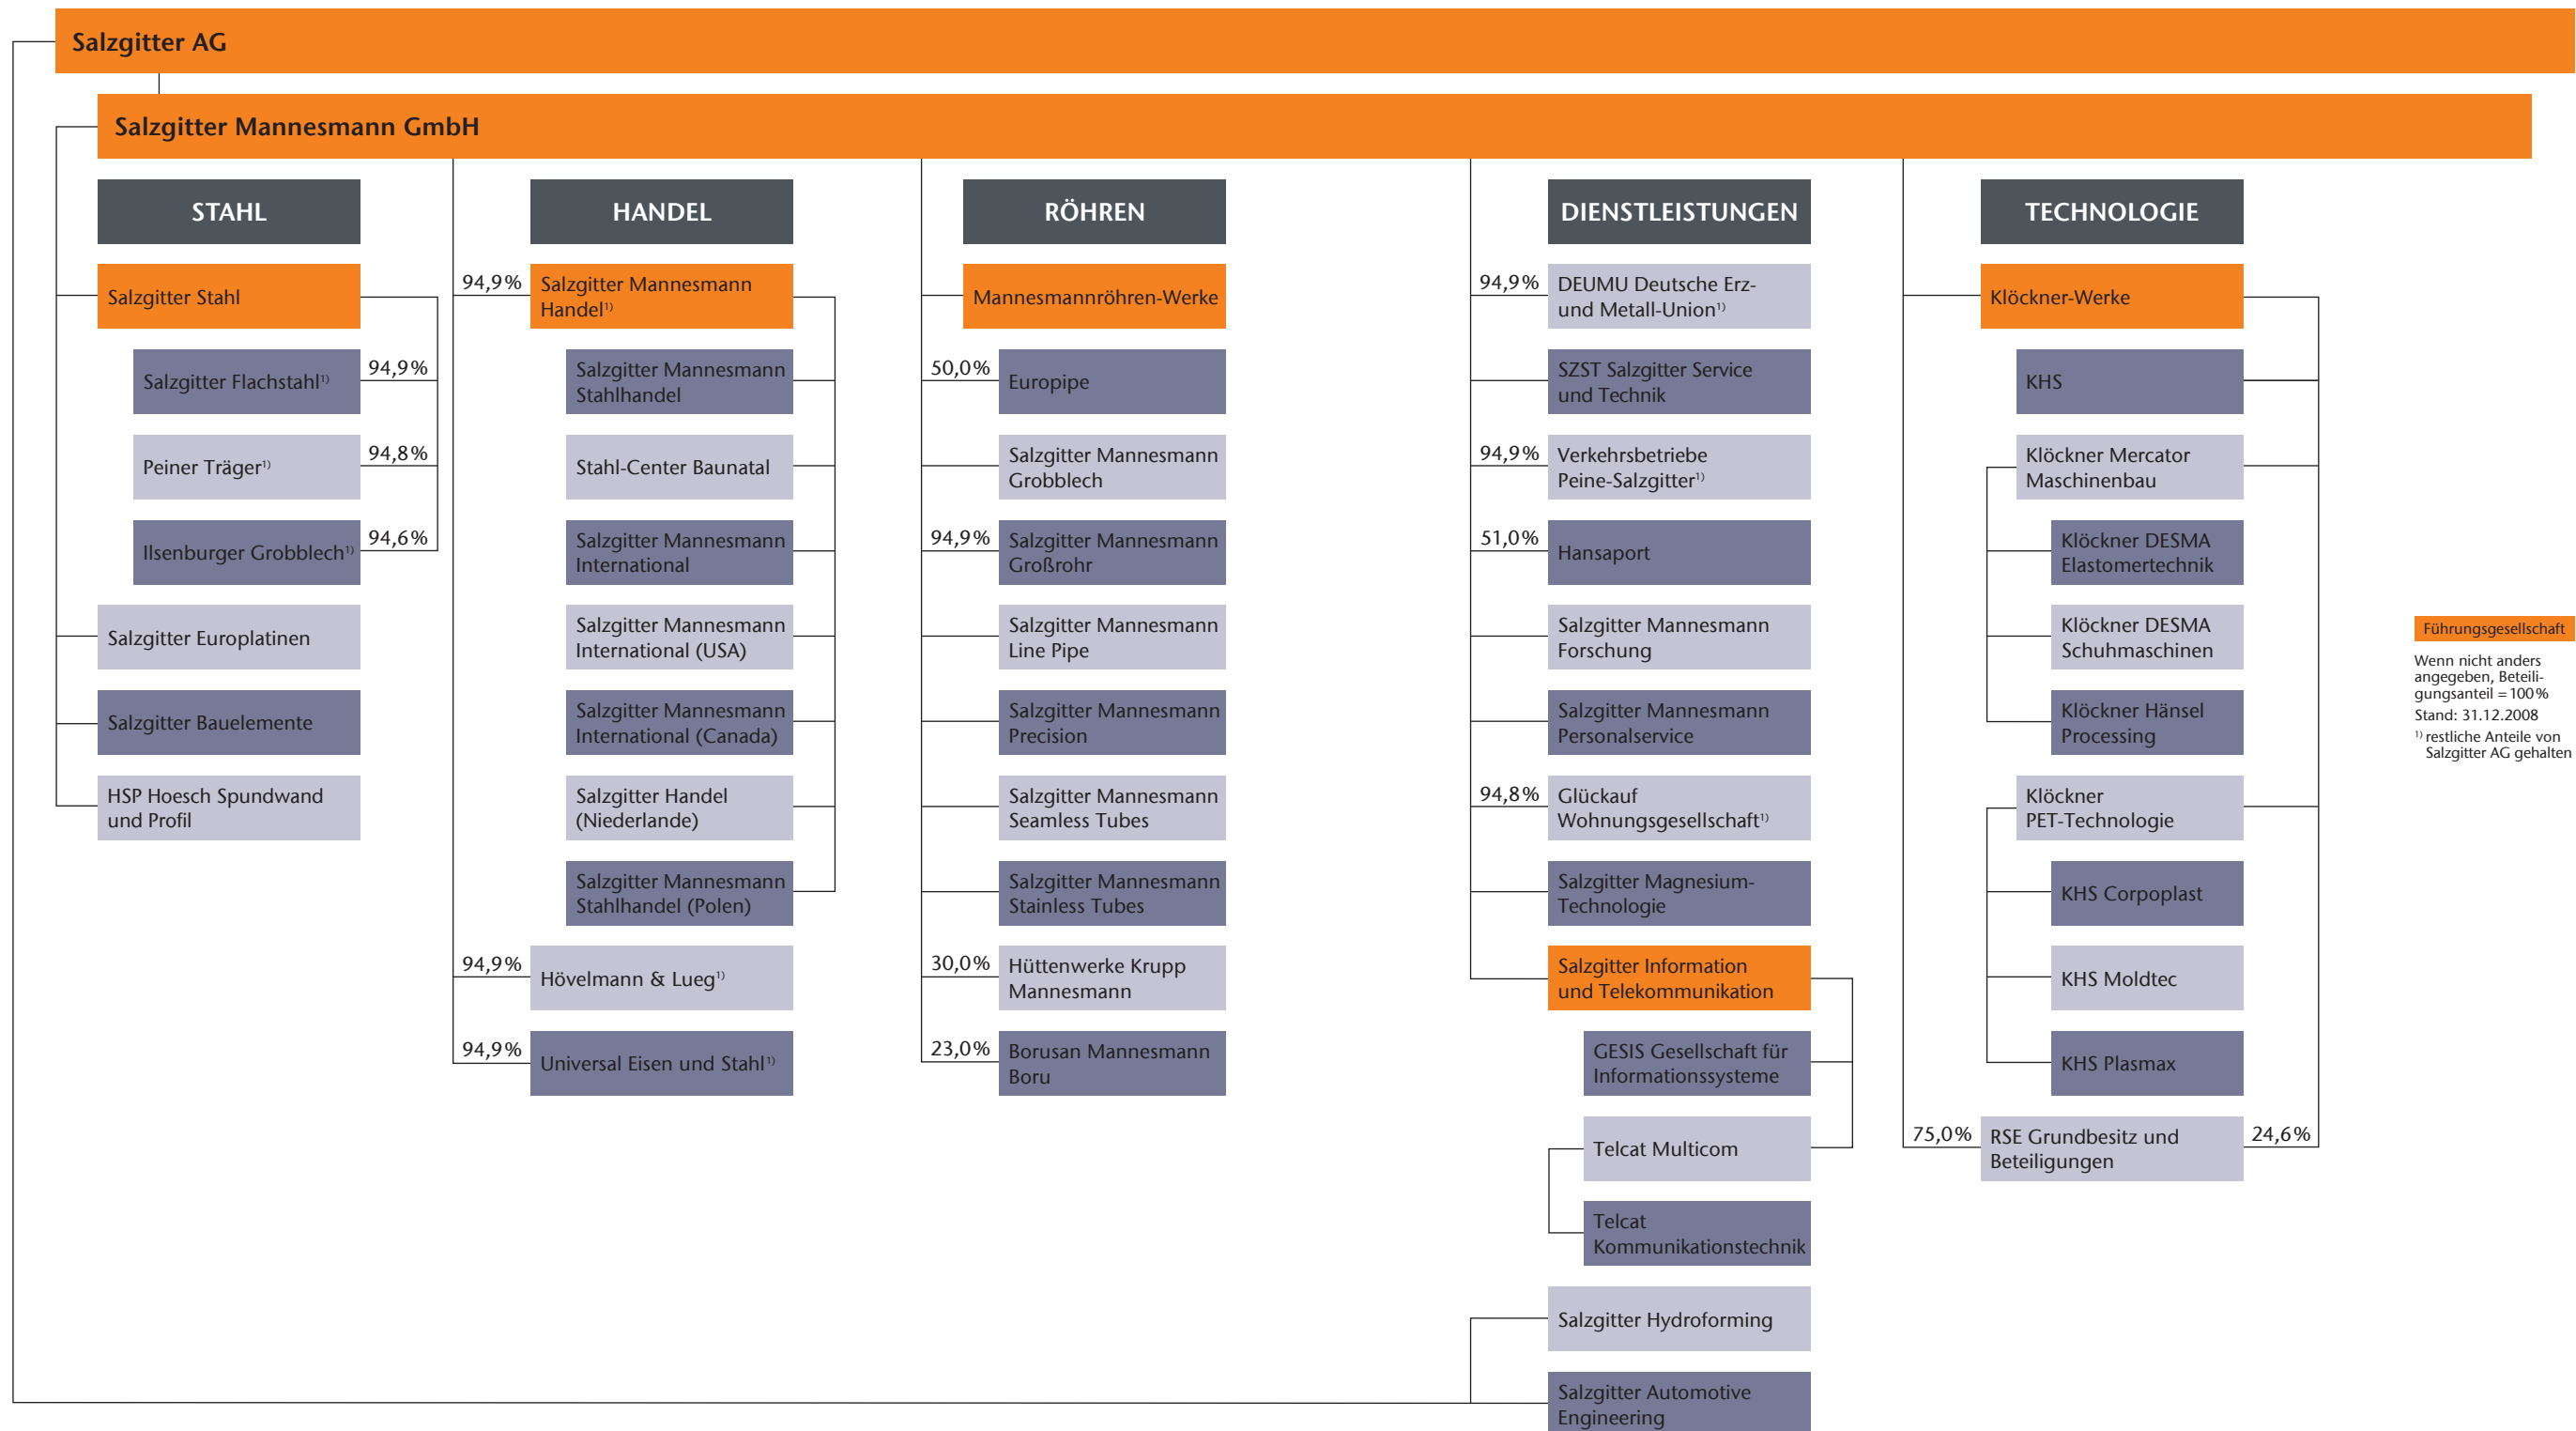 Salzgitter AG
Salzgitter Mannesmann GmbH
STAHL
Salzgitter Stahl
Salzgitter Flachstahl¹⁾
94,9%
Peiner Träger¹⁾
94,8%
Ilsenburger Grobblech¹⁾
94,6%
Salzgitter Europlatinen
Salzgitter Bauelemente
HSP Hoesch Spundwand
und Profil
HANDEL
94,9%
Salzgitter Mannesmann
Handel¹⁾
Salzgitter Mannesmann
Stahlhandel
Stahl-Center Baunatal
Salzgitter Mannesmann
International
Salzgitter Mannesmann
International (USA)
Salzgitter Mannesmann
International (Canada)
Salzgitter Handel
(Niederlande)
Salzgitter Mannesmann
Stahlhandel (Polen)
94,9%
Hövelmann & Lueg¹⁾
94,9%
Universal Eisen und Stahl¹⁾
RÖHREN
Mannesmannröhren-Werke
50,0%
Europipe
Salzgitter Mannesmann
Grobblech
94,9%
Salzgitter Mannesmann
Großrohr
Salzgitter Mannesmann
Line Pipe
Salzgitter Mannesmann
Precision
Salzgitter Mannesmann
Seamless Tubes
Salzgitter Mannesmann
Stainless Tubes
30,0%
Hüttenwerke Krupp
Mannesmann
23,0%
Borusan Mannesmann
Boru
DIENSTLEISTUNGEN
94,9%
DEUMU Deutsche Erz-
und Metall-Union¹⁾
SZST Salzgitter Service
und Technik
94,9%
Verkehrsbetriebe
Peine-Salzgitter¹⁾
51,0%
Hansaport
Salzgitter Mannesmann
Forschung
Salzgitter Mannesmann
Personalservice
94,8%
Glückauf
Wohnungsgesellschaft¹⁾
Salzgitter Magnesium-
Technologie
Salzgitter Information
und Telekommunikation
GESIS Gesellschaft für
Informationssysteme
Telcat Multicom
Telcat
Kommunikationstechnik
Salzgitter Hydroforming
Salzgitter Automotive
Engineering
TECHNOLOGIE
Klöckner-Werke
KHS
Klöckner Mercator
Maschinenbau
Klöckner DESMA
Elastomertechnik
Klöckner DESMA
Schuhmaschinen
Klöckner Hänsel
Processing
Klöckner
PET-Technologie
KHS Corpoplast
KHS Moldtec
KHS Plasmax
75,0%
RSE Grundbesitz und
Beteiligungen
24,6%
Führungsgesellschaft
Wenn nicht anders
angegeben, Beteili-
gungsanteil = 100%
Stand: 31.12.2008
¹⁾ restliche Anteile von
Salzgitter AG gehalten